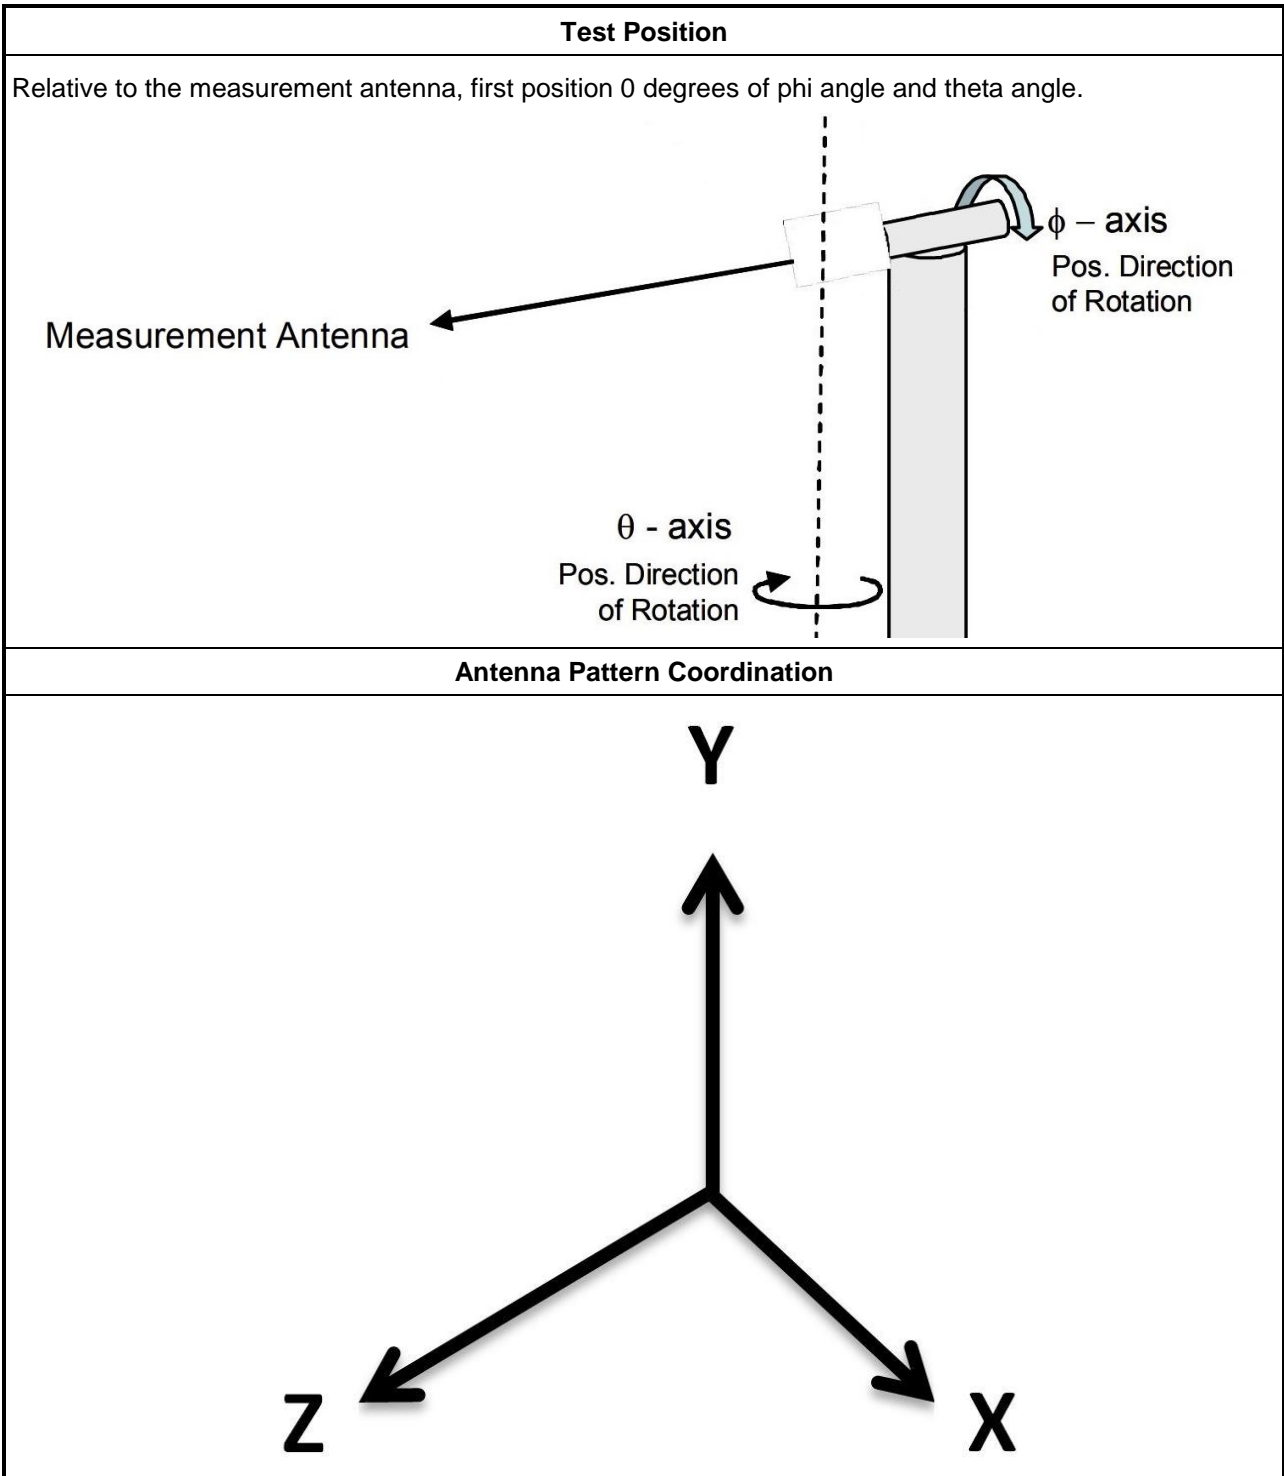 Test Position
Relative to the measurement antenna, first position 0 degrees of phi angle and theta angle.
ϕ – axis
Pos. Direction
of Rotation
Measurement Antenna
θ - axis
Pos. Direction
of Rotation
Antenna Pattern Coordination
Y
Z
X